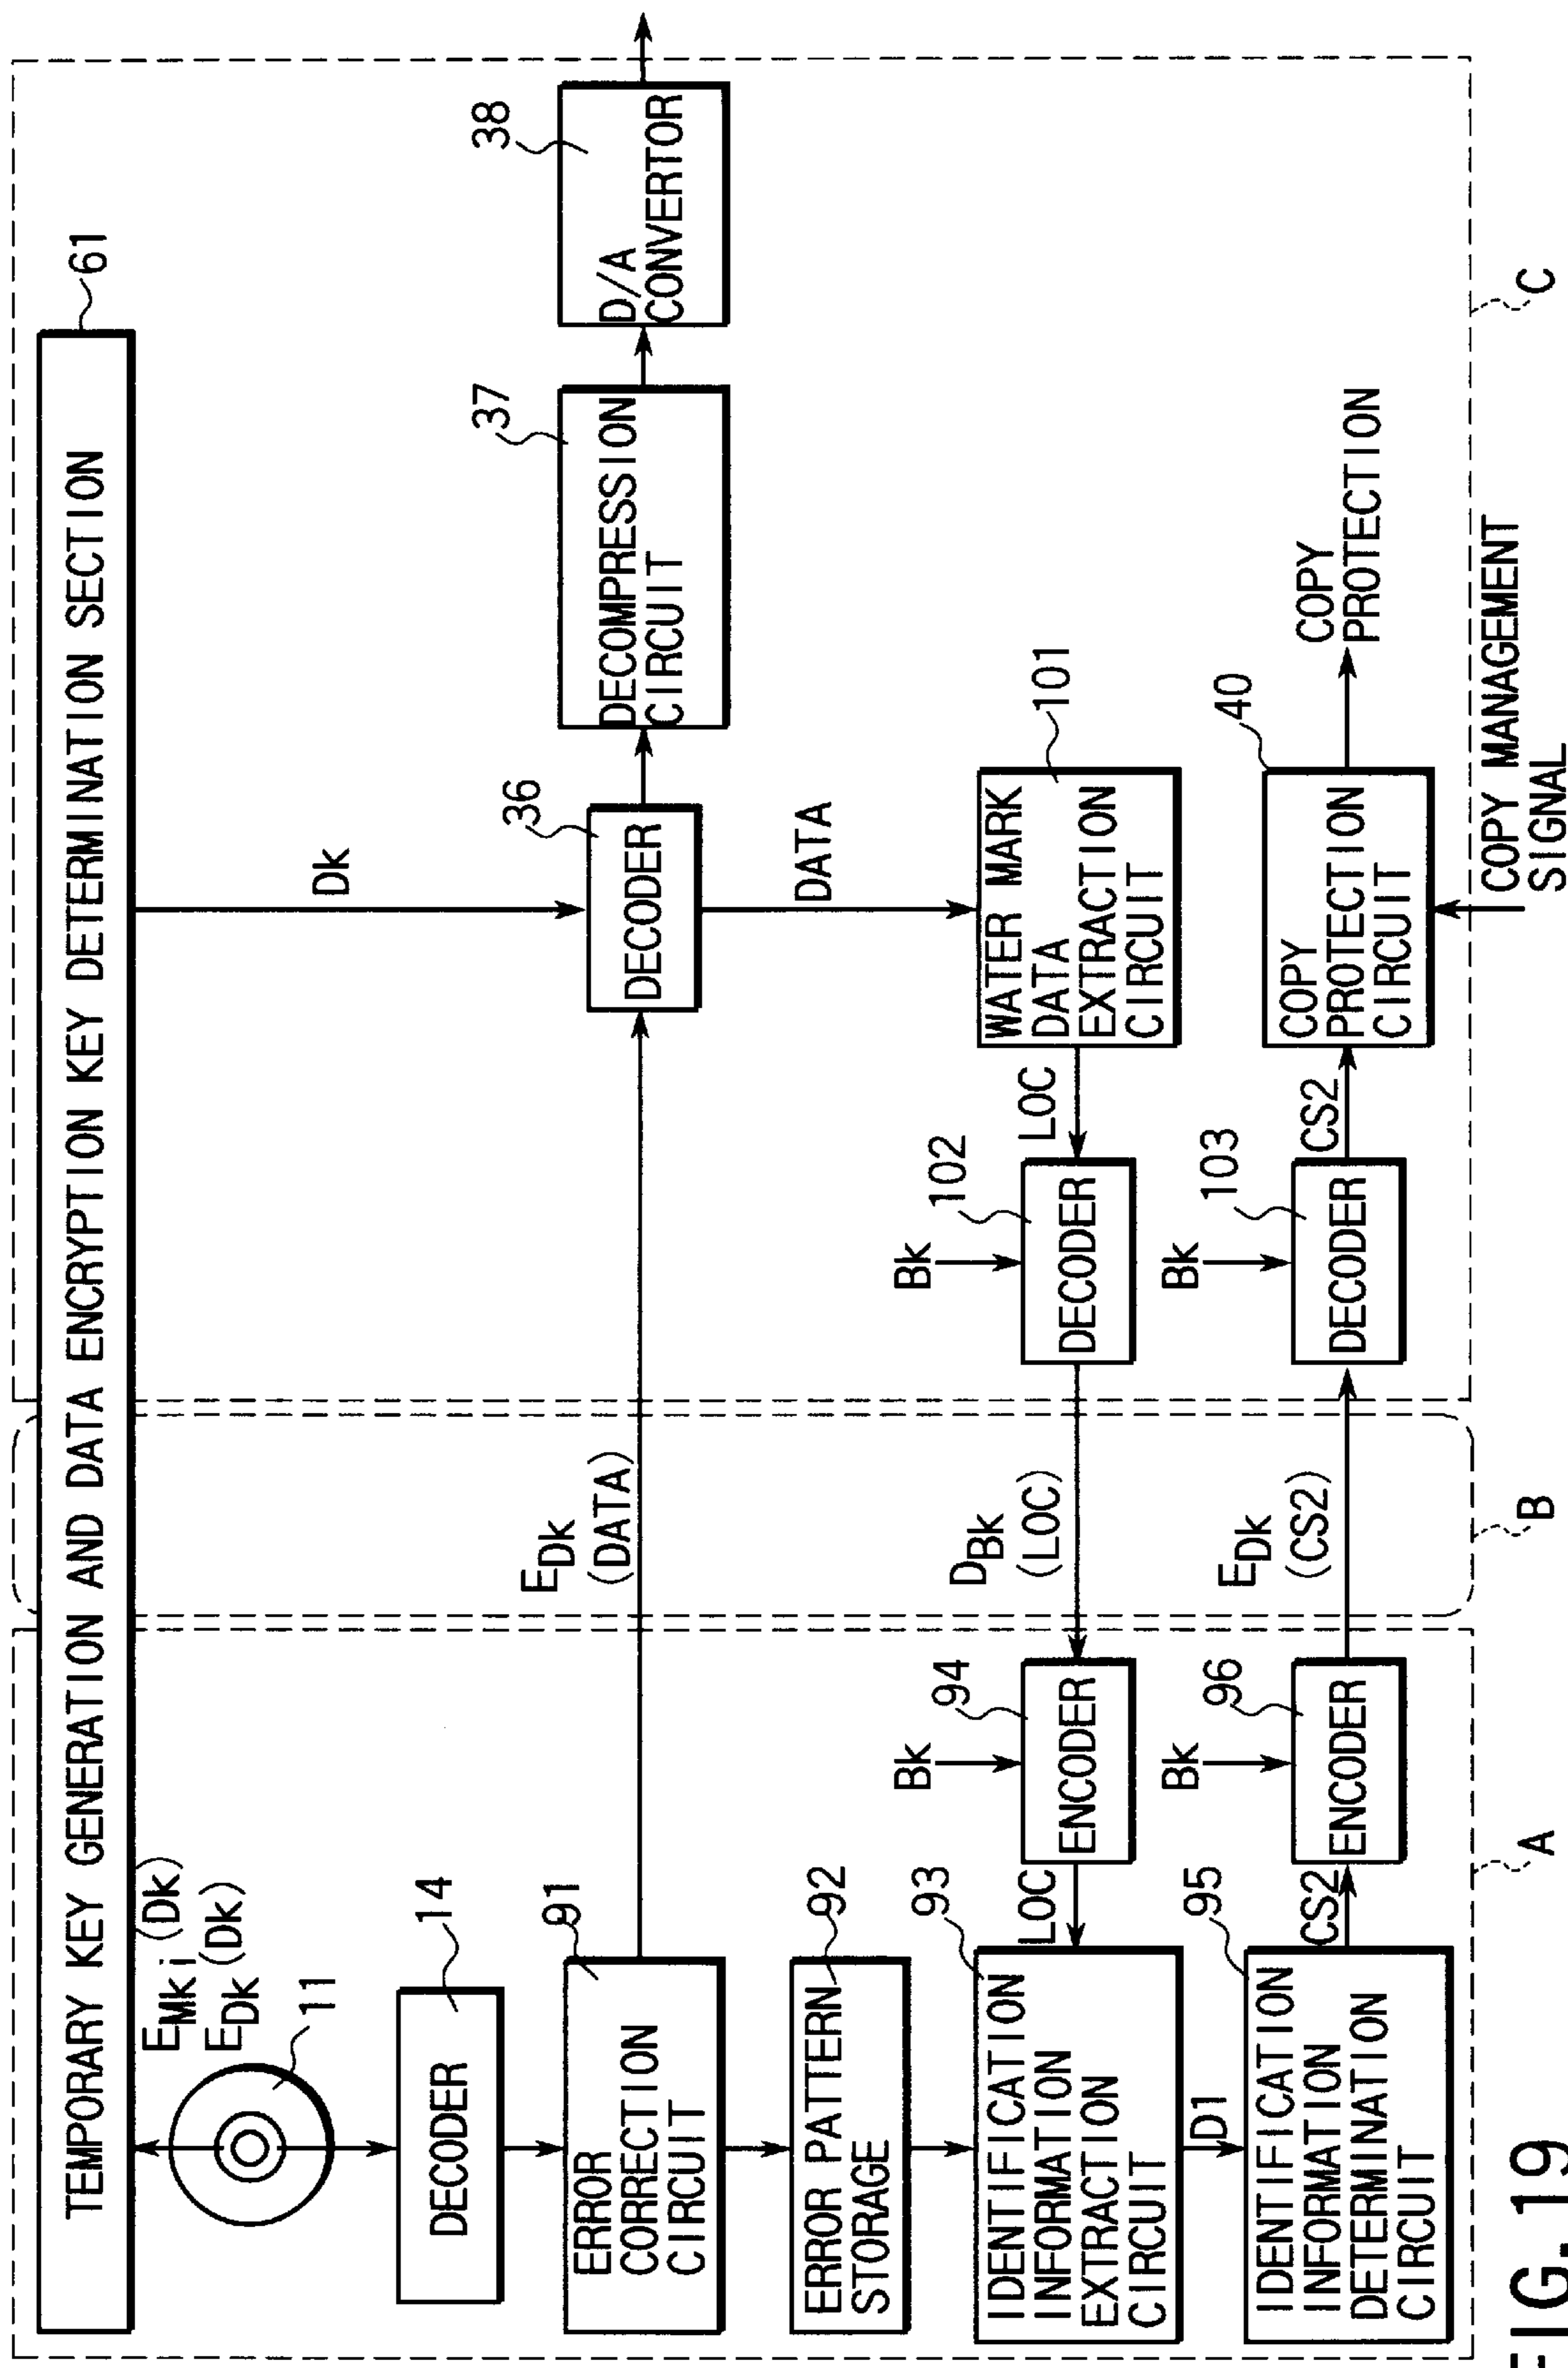 TEMPORARY KEY GENERATION AND DATA ENCRYPTION KEY DETERMINATION SECTION
61
EMki (Dk)
EDk (Dk)
11
DECODER
14
ERROR
CORRECTION
CIRCUIT
91
EDk
(DATA)
Dk
DECODER
36
DECOMPRESSION
CIRCUIT
37
D/A
CONVERTOR
38
DATA
ERROR PATTERN
STORAGE
92
IDENTIFICATION
INFORMATION
EXTRACTION
CIRCUIT
93
LOC
Bk
ENCODER
94
DBk
(LOC)
Bk
DECODER
102
LOC
WATER MARK
DATA
EXTRACTION
CIRCUIT
101
D1
IDENTIFICATION
INFORMATION
DETERMINATION
CIRCUIT
95
CS2
Bk
ENCODER
96
EDk
(CS2)
Bk
DECODER
103
CS2
COPY
PROTECTION
CIRCUIT
40
COPY
PROTECTION
COPY MANAGEMENT
SIGNAL
A
B
C
FIG. 19